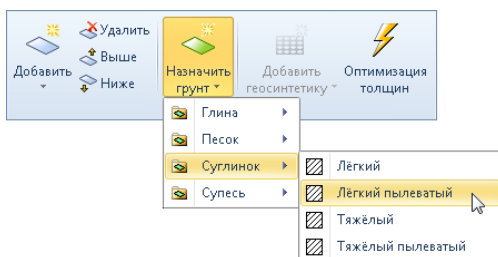 Добавить
Удалить
Выше
Ниже
Назначить
грунт
Добавить
геосинтетику
Оптимизация
толщин
Глина
Песок
Суглинок
Супесь
Лёгкий
Лёгкий пылеватый
Тяжёлый
Тяжёлый пылеватый